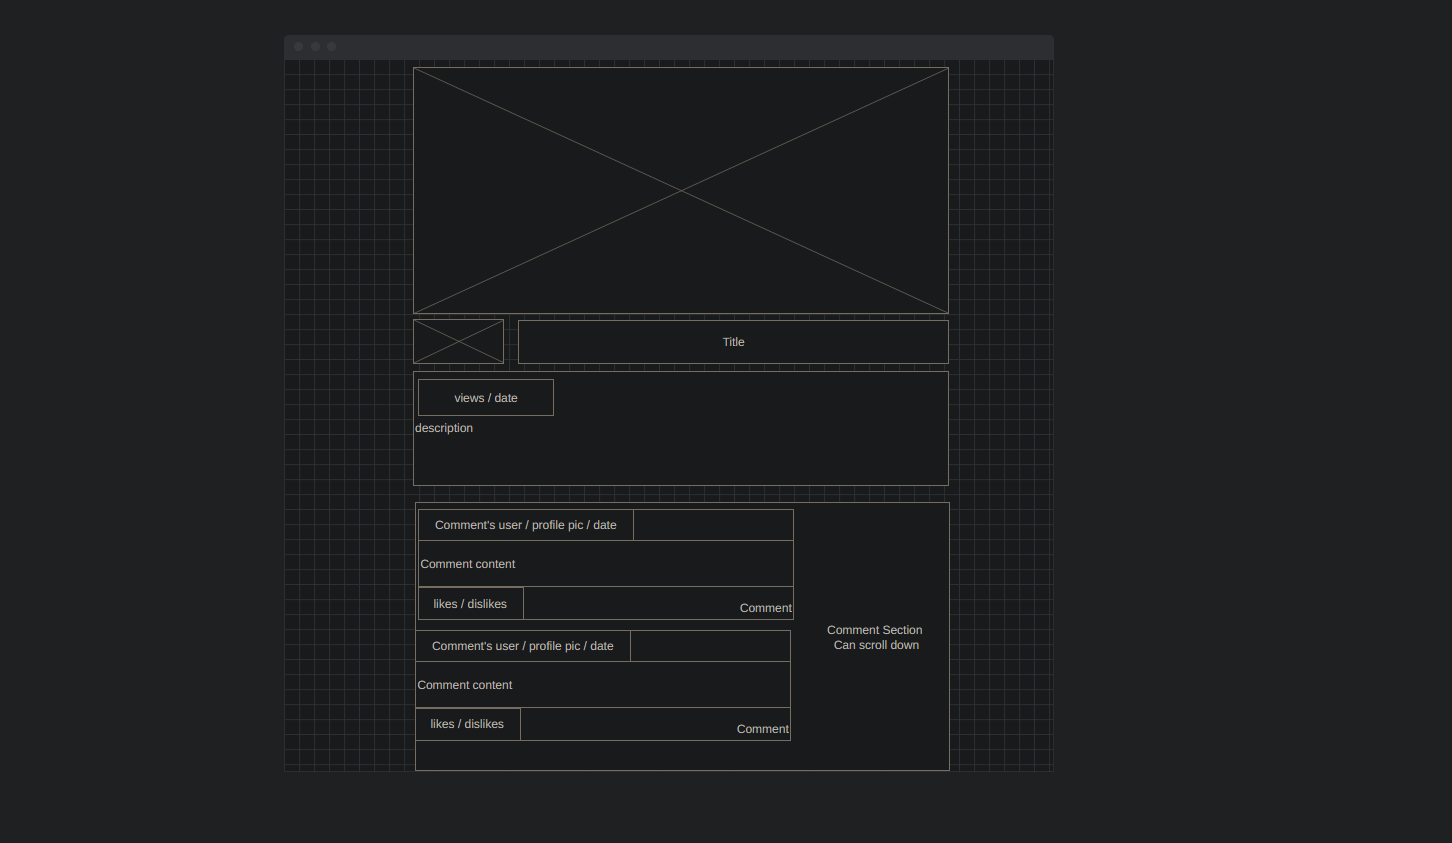 Title
views / date
description
Comment's user / profile pic / date
Comment content
likes / dislikes
Comment
Comment's user / profile pic / date
Comment content
likes / dislikes
Comment
Comment Section
Can scroll down